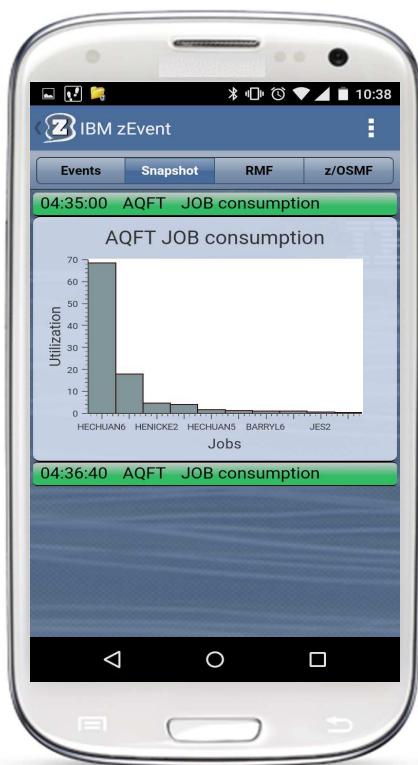 10:38
Z IBM zEvent
Events Snapshot RMF z/OSMF
04:35:00 AQFT JOB consumption
AQFT JOB consumption
70
60
50
40
30
20
10
0
Utilization
HECHUAN6 HENICKE2 HECHUAN5 BARRYL6 JES2
Jobs
04:36:40 AQFT JOB consumption